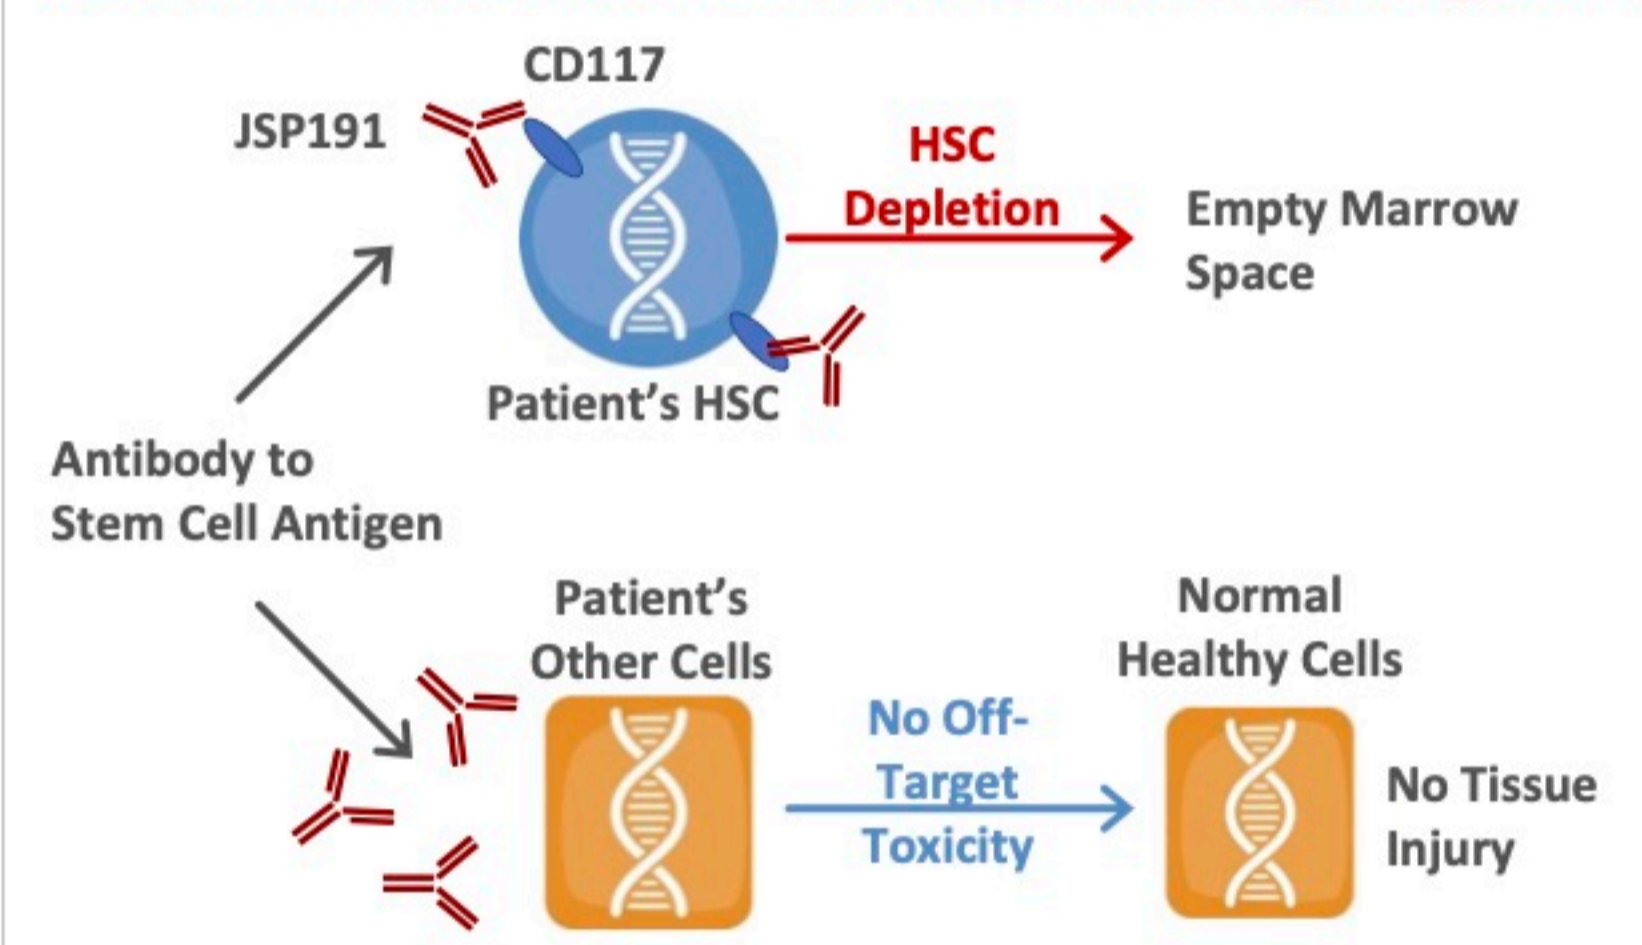 CD117
JSP191
HSC
Depletion
Empty Marrow
Space
Patient's HSC
Antibody to
Stem Cell Antigen
Patient's
Other Cells
No Off-
Target
Toxicity
Normal
Healthy Cells
No Tissue
Injury